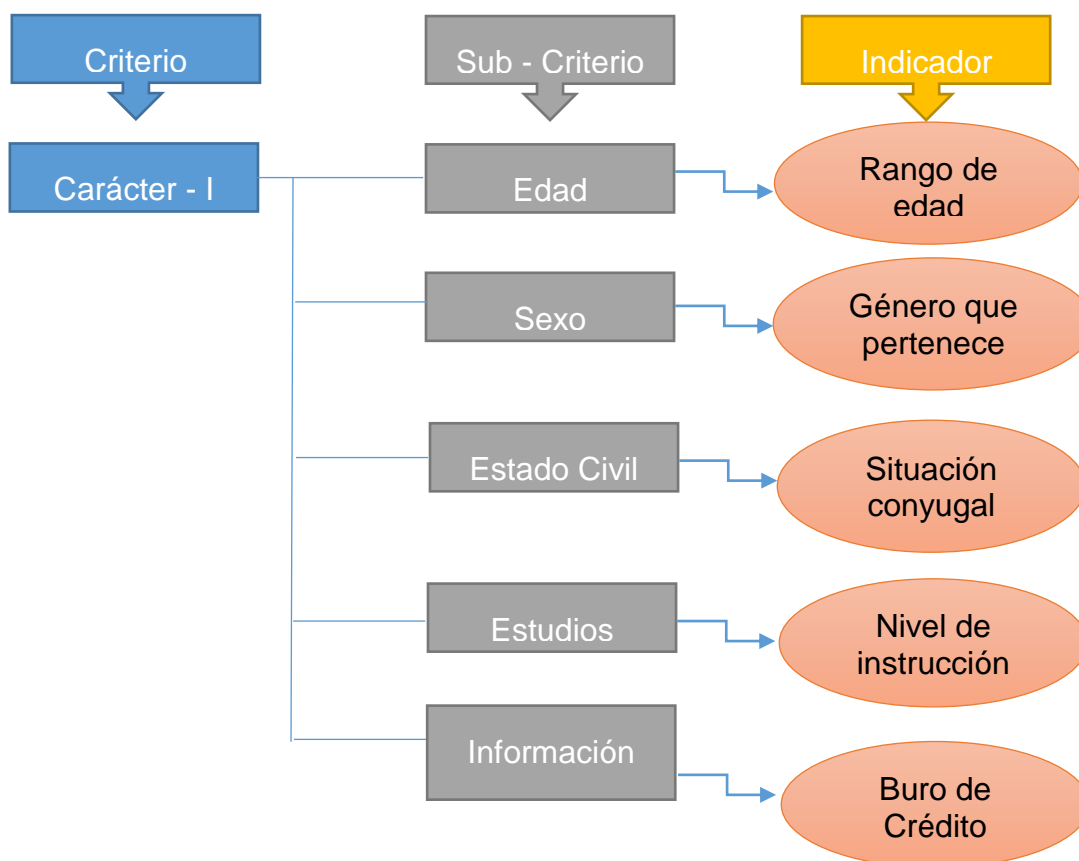 Criterio
Sub - Criterio
Indicador
Carácter - I
Edad
Rango de
edad
Sexo
Género que
pertenece
Estado Civil
Situación
conyugal
Estudios
Nivel de
instrucción
Información
Buro de
Crédito